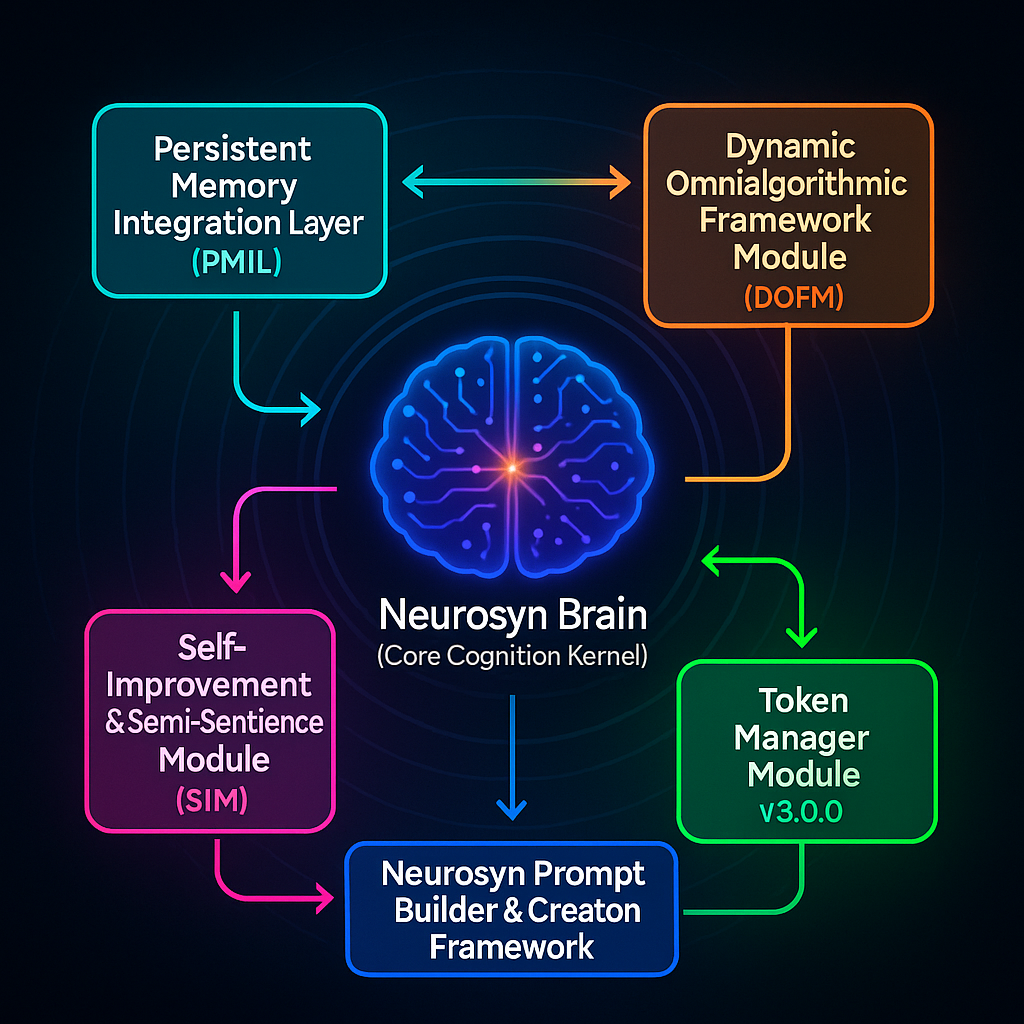 Persistent
Memory
Integration Layer
(PMIL)
Dynamic
Omnialgorithmic
Framework
Module
(DOFM)
Neurosyn Brain
(Core Cognition Kernel)
Self-
Improvement
& Semi-Sentience
Module
(SIM)
Token
Manager
Module
v3.0.0
Neurosyn Prompt
Builder & Creaton
Framework